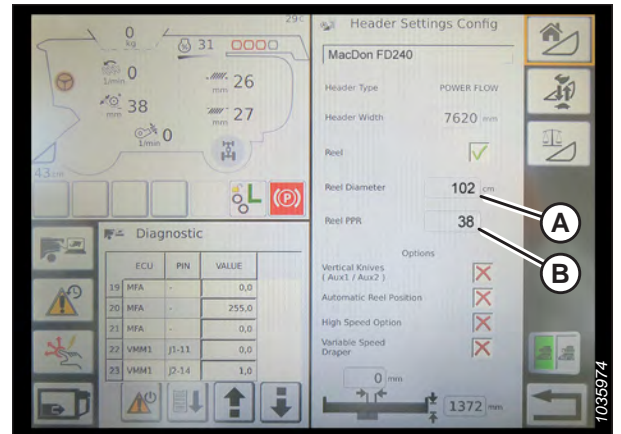 29c
0
kg
31
0
1/min
mm 26
38
mm
mm 27
0
1/min
43cm
L
(P)
Diagnostic
ECU PIN VALUE
19 MFA - 0,0
20 MFA - 255,0
21 MFA - 0,0
22 VMM1 J1-11 0,0
23 VMM1 J2-14 1,0
Header Settings Config
MacDon FD240
Header Type POWER FLOW
Header Width 7620 mm
Reel
Reel Diameter 102 cm
A
Reel PPR 38
B
Options
Vertical Knives
( Aux1 / Aux2 )
Automatic Reel Position
High Speed Option
Variable Speed
Draper
0 mm
1372 mm
1035974